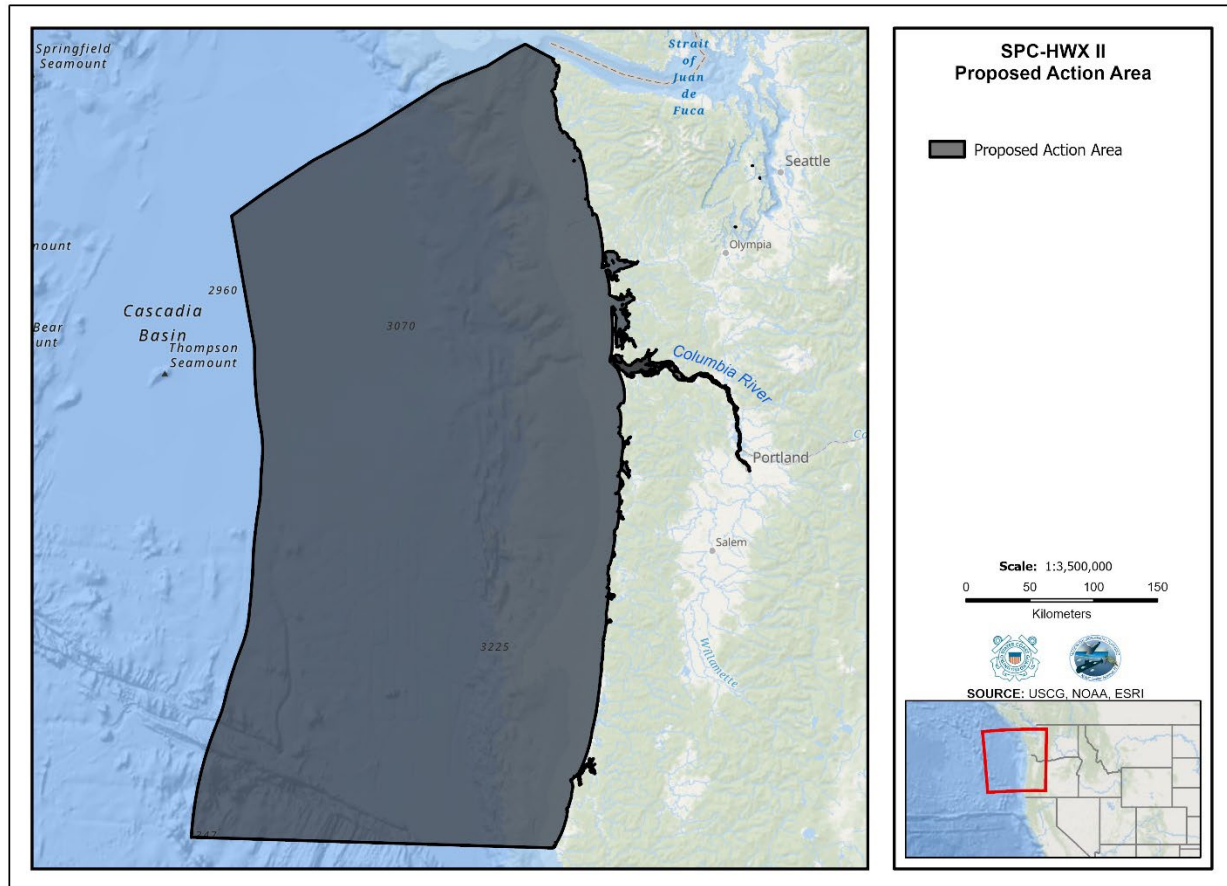 Springfield
Seamount
Strait
of
Juan
de
Fuca
Seattle
Olympia
mount
2960
Cascadia
Basin
3070
Bear
unt
Thompson
Seamount
Columbia River
Portland
Co
Salem
3225
Willamette
SPC-HWX II
Proposed Action Area
Proposed Action Area
Scale: 1:3,500,000
0 50 100 150
Kilometers
SOURCE: USCG, NOAA, ESRI